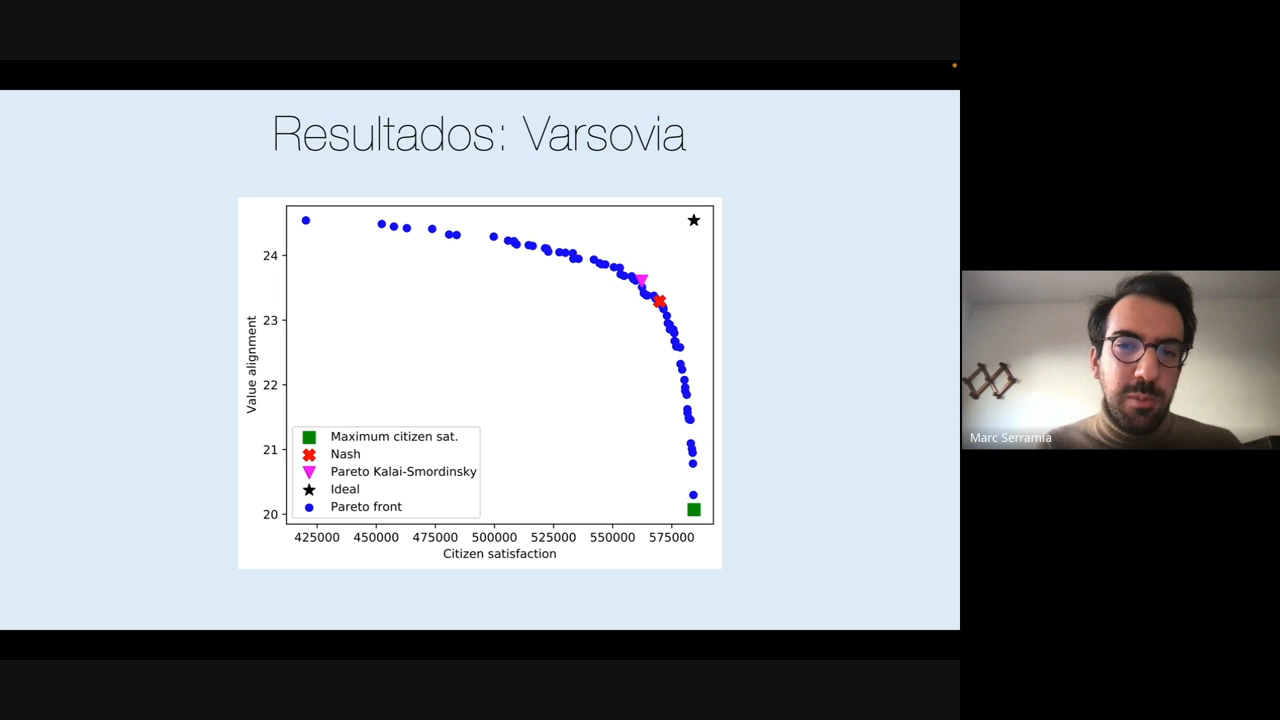 Resultados: Varsovia
24
23
22
21
20
Value alignment
Maximum citizen sat.
Nash
Pareto Kalai-Smordinsky
Ideal
Pareto front
425000 450000 475000 500000 525000 550000 575000
Citizen satisfaction
Marc Serramia